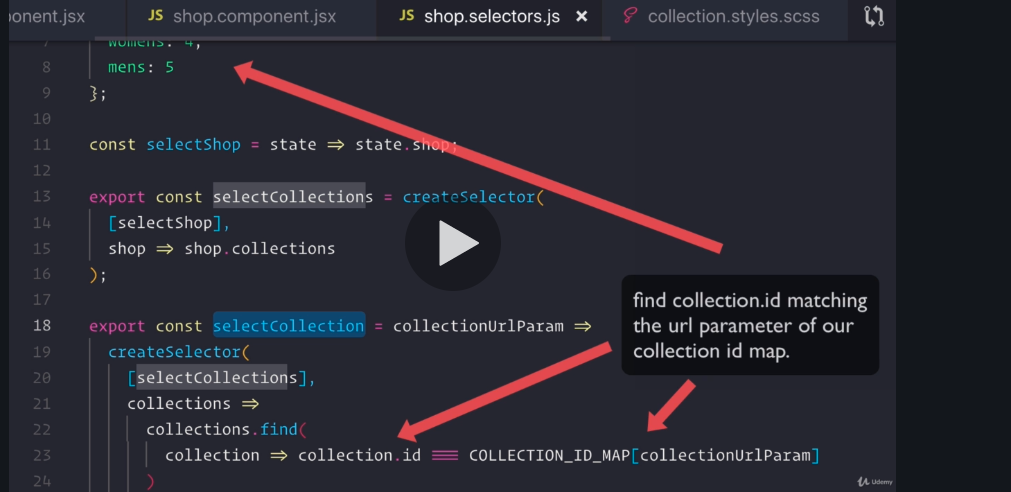 ponent.jsx JS shop.component.jsx JS shop.selectors.js × collection.styles.scss
7 womens: 4,
8 mens: 5
9 };
10
11 const selectShop = state => state.shop;
12
13 export const selectCollections = createSelector(
14 [selectShop],
15 shop => shop.collections
16 );
17
18 export const selectCollection = collectionUrlParam =>
19 createSelector(
20 [selectCollections],
21 collections =>
22 collections.find(
23 collection => collection.id === COLLECTION_ID_MAP[collectionUrlParam]
24 )
find collection.id matching
the url parameter of our
collection id map.
Udemy